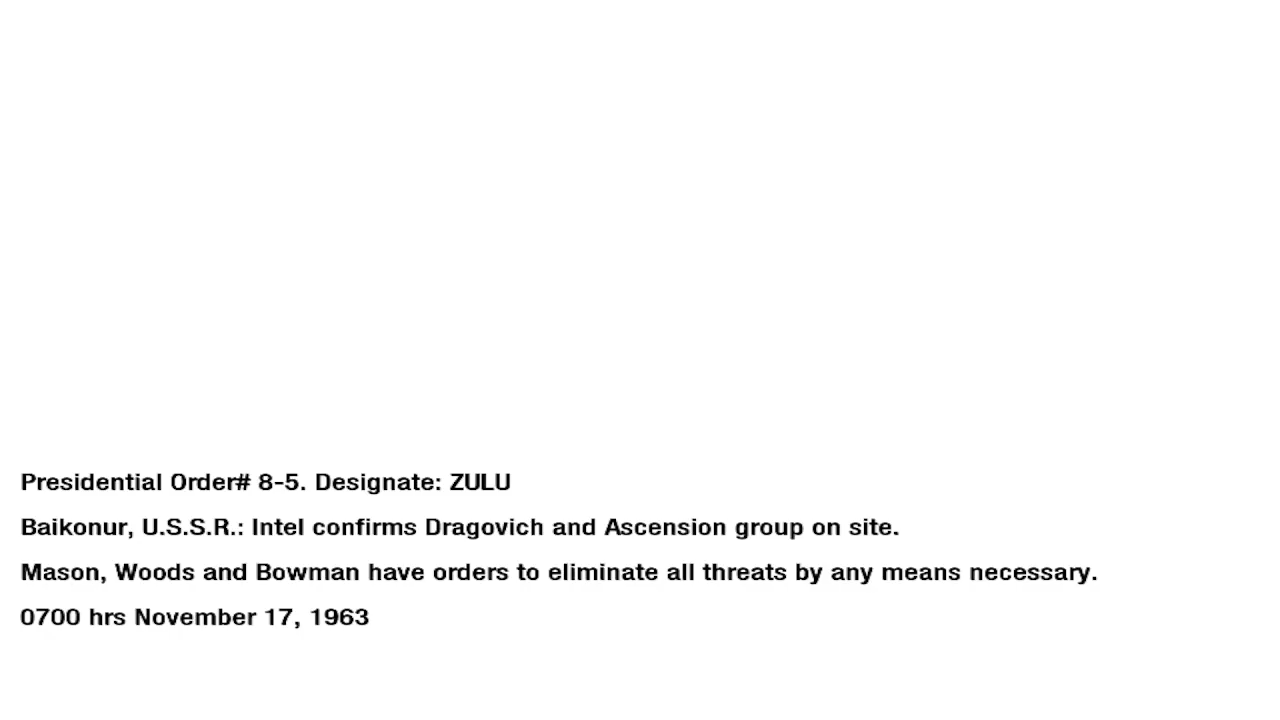 Presidential Order# 8-5. Designate: ZULU
Baikonur, U.S.S.R.: Intel confirms Dragovich and Ascension group on site.
Mason, Woods and Bowman have orders to eliminate all threats by any means necessary.
0700 hrs November 17, 1963